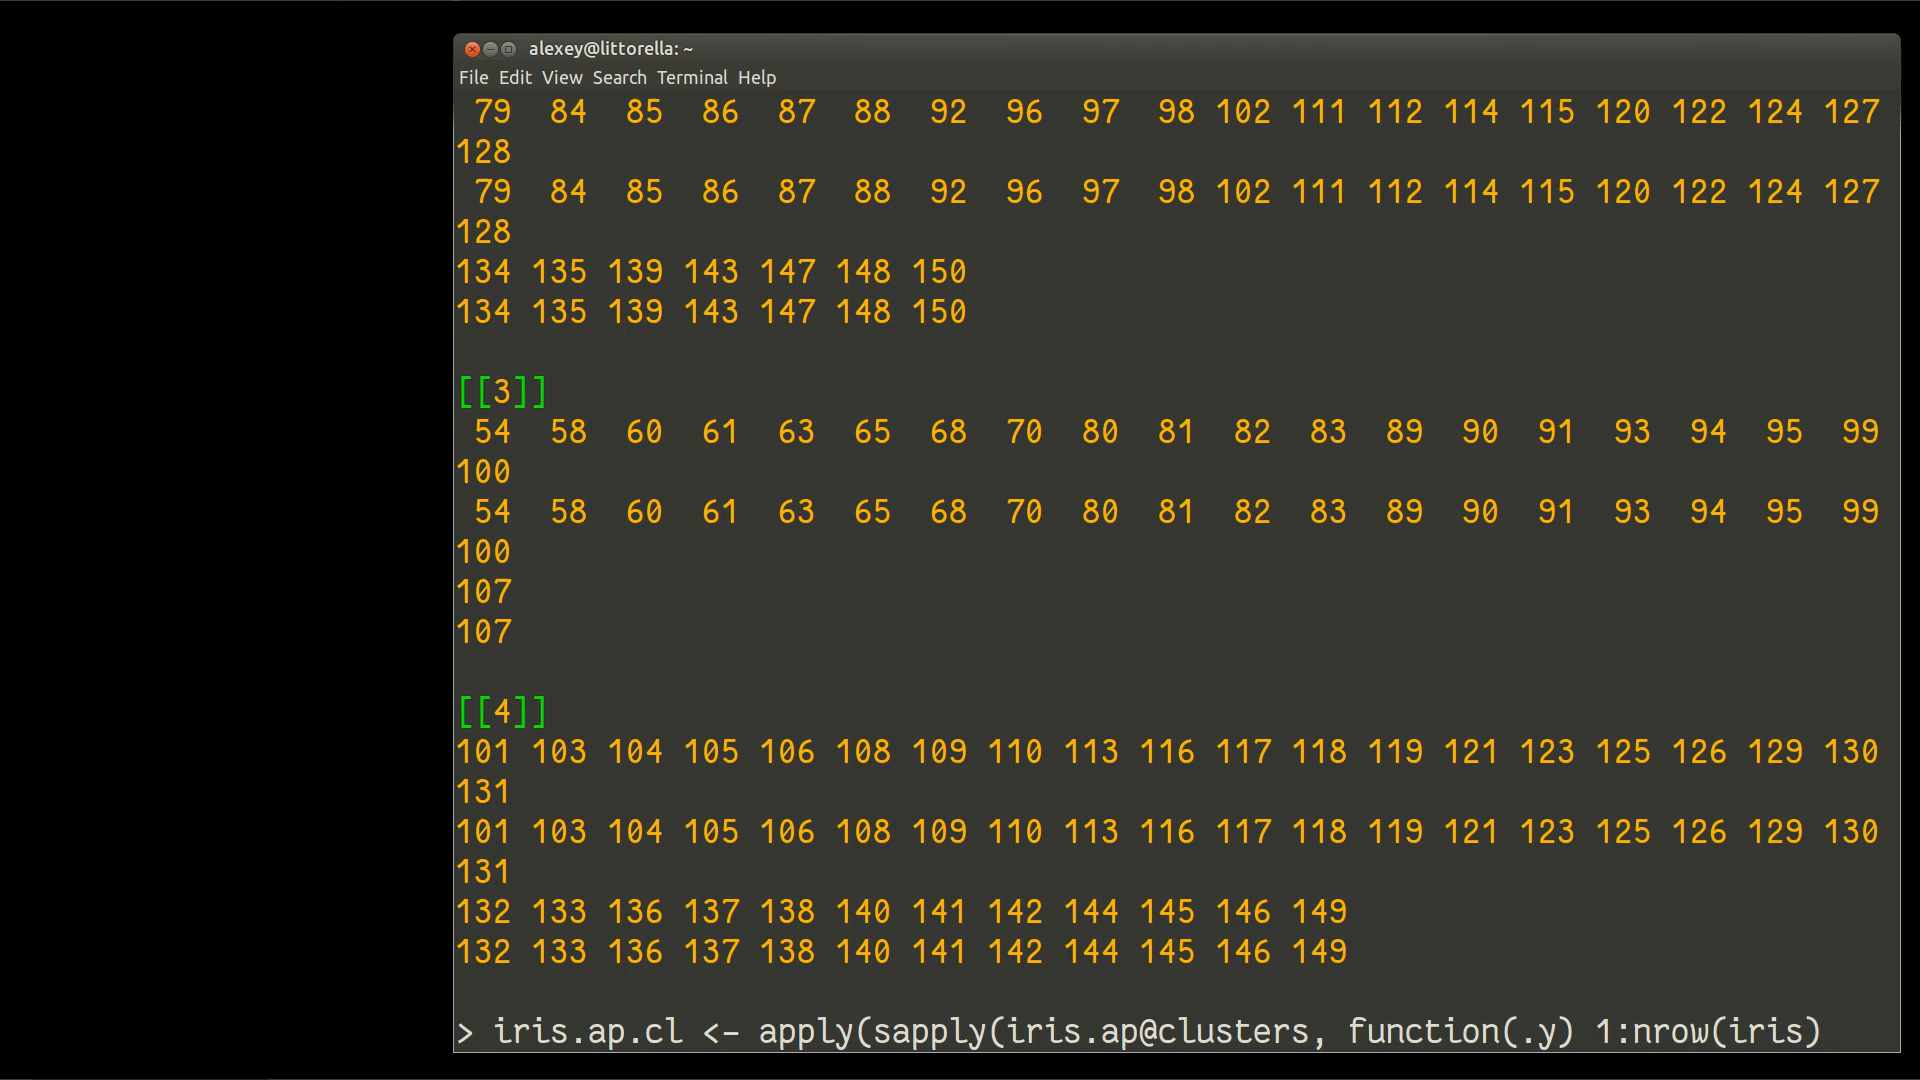 alexey@littorella: ~
File Edit View Search Terminal Help
79 84 85 86 87 88 92 96 97 98 102 111 112 114 115 120 122 124 127
128
79 84 85 86 87 88 92 96 97 98 102 111 112 114 115 120 122 124 127
128
134 135 139 143 147 148 150
134 135 139 143 147 148 150
[[3]]
54 58 60 61 63 65 68 70 80 81 82 83 89 90 91 93 94 95 99
100
54 58 60 61 63 65 68 70 80 81 82 83 89 90 91 93 94 95 99
100
107
107
[[4]]
101 103 104 105 106 108 109 110 113 116 117 118 119 121 123 125 126 129 130
131
101 103 104 105 106 108 109 110 113 116 117 118 119 121 123 125 126 129 130
131
132 133 136 137 138 140 141 142 144 145 146 149
132 133 136 137 138 140 141 142 144 145 146 149
> iris.ap.cl <- apply(sapply(iris.ap@clusters, function(.y) 1:nrow(iris)